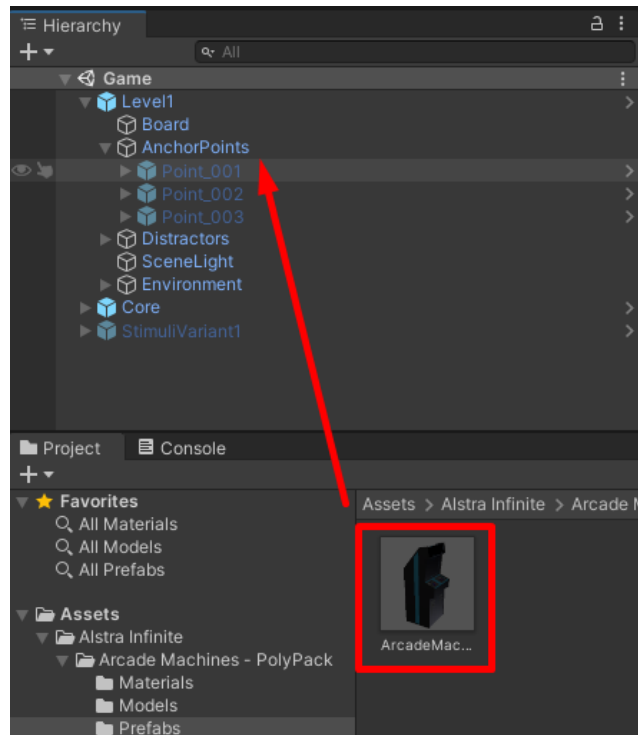 Hierarchy
All
Game
Level1
Board
AnchorPoints
Point_001
Point_002
Point_003
Distractors
SceneLight
Environment
Core
StimuliVariant1
Project Console
Favorites
All Materials
All Models
All Prefabs
Assets
Alstra Infinite
Arcade Machines - PolyPack
Materials
Models
Prefabs
Assets > Alstra Infinite > Arcade M
ArcadeMac...